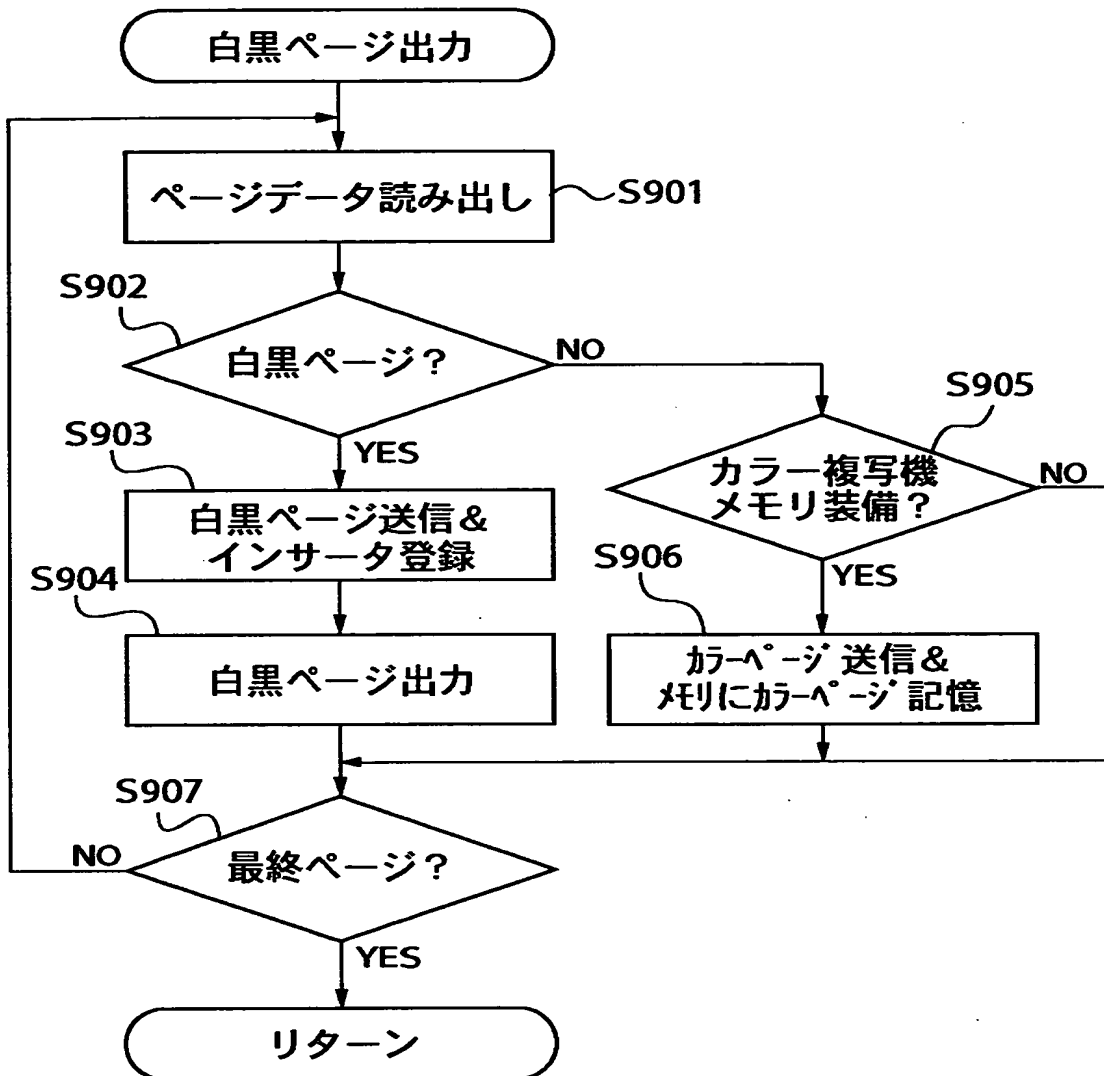 白黒ページ出力
ページデータ読み出し
S901
S902
白黒ページ？
NO
S905
S903
YES
カラー複写機
メモリ装備？
NO
白黒ページ送信＆
インサータ登録
S906
YES
S904
白黒ページ出力
ｶﾗｰﾍﾟｰｼﾞ送信＆
ﾒﾓﾘにｶﾗｰﾍﾟｰｼﾞ記憶
S907
NO
最終ページ？
YES
リターン